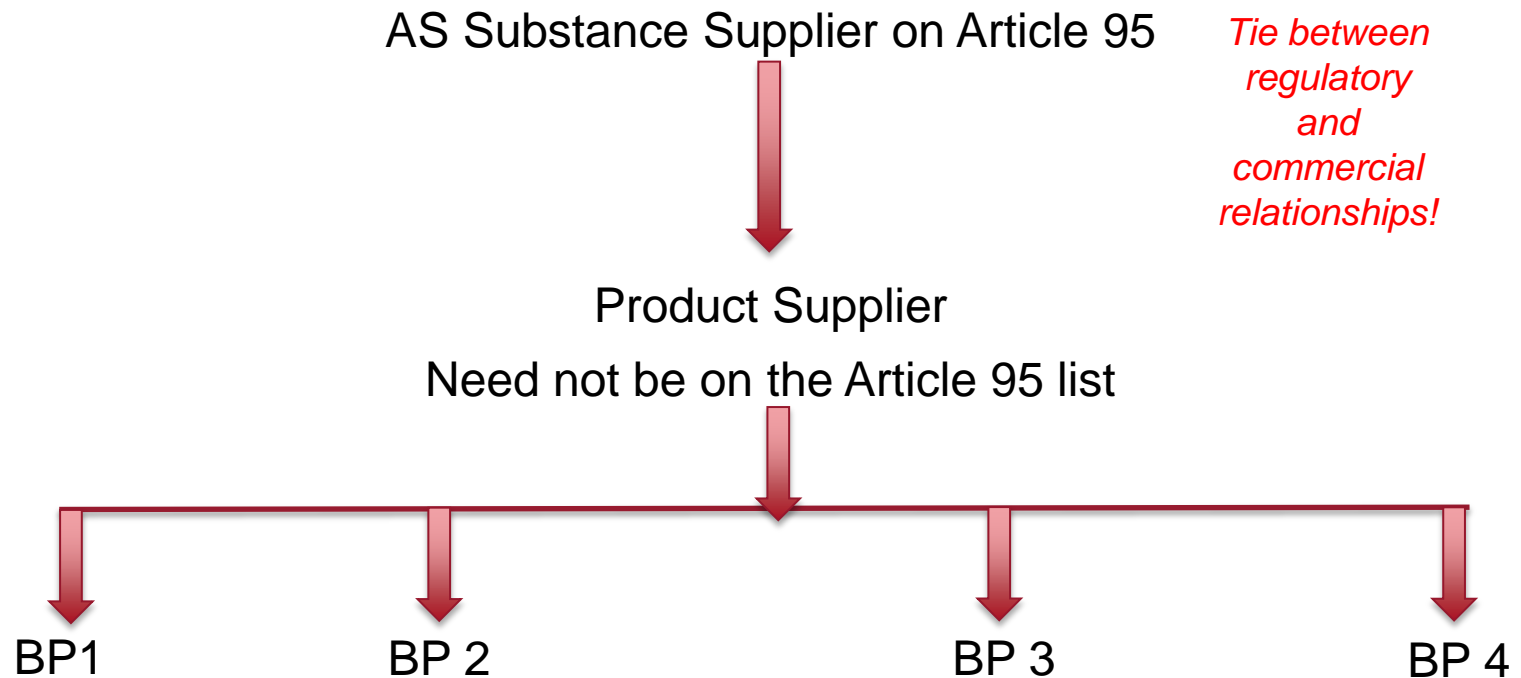 AS Substance Supplier on Article 95
Tie between
regulatory
and
commercial
relationships!
Product Supplier
Need not be on the Article 95 list
BP1
BP 2
BP 3
BP 4